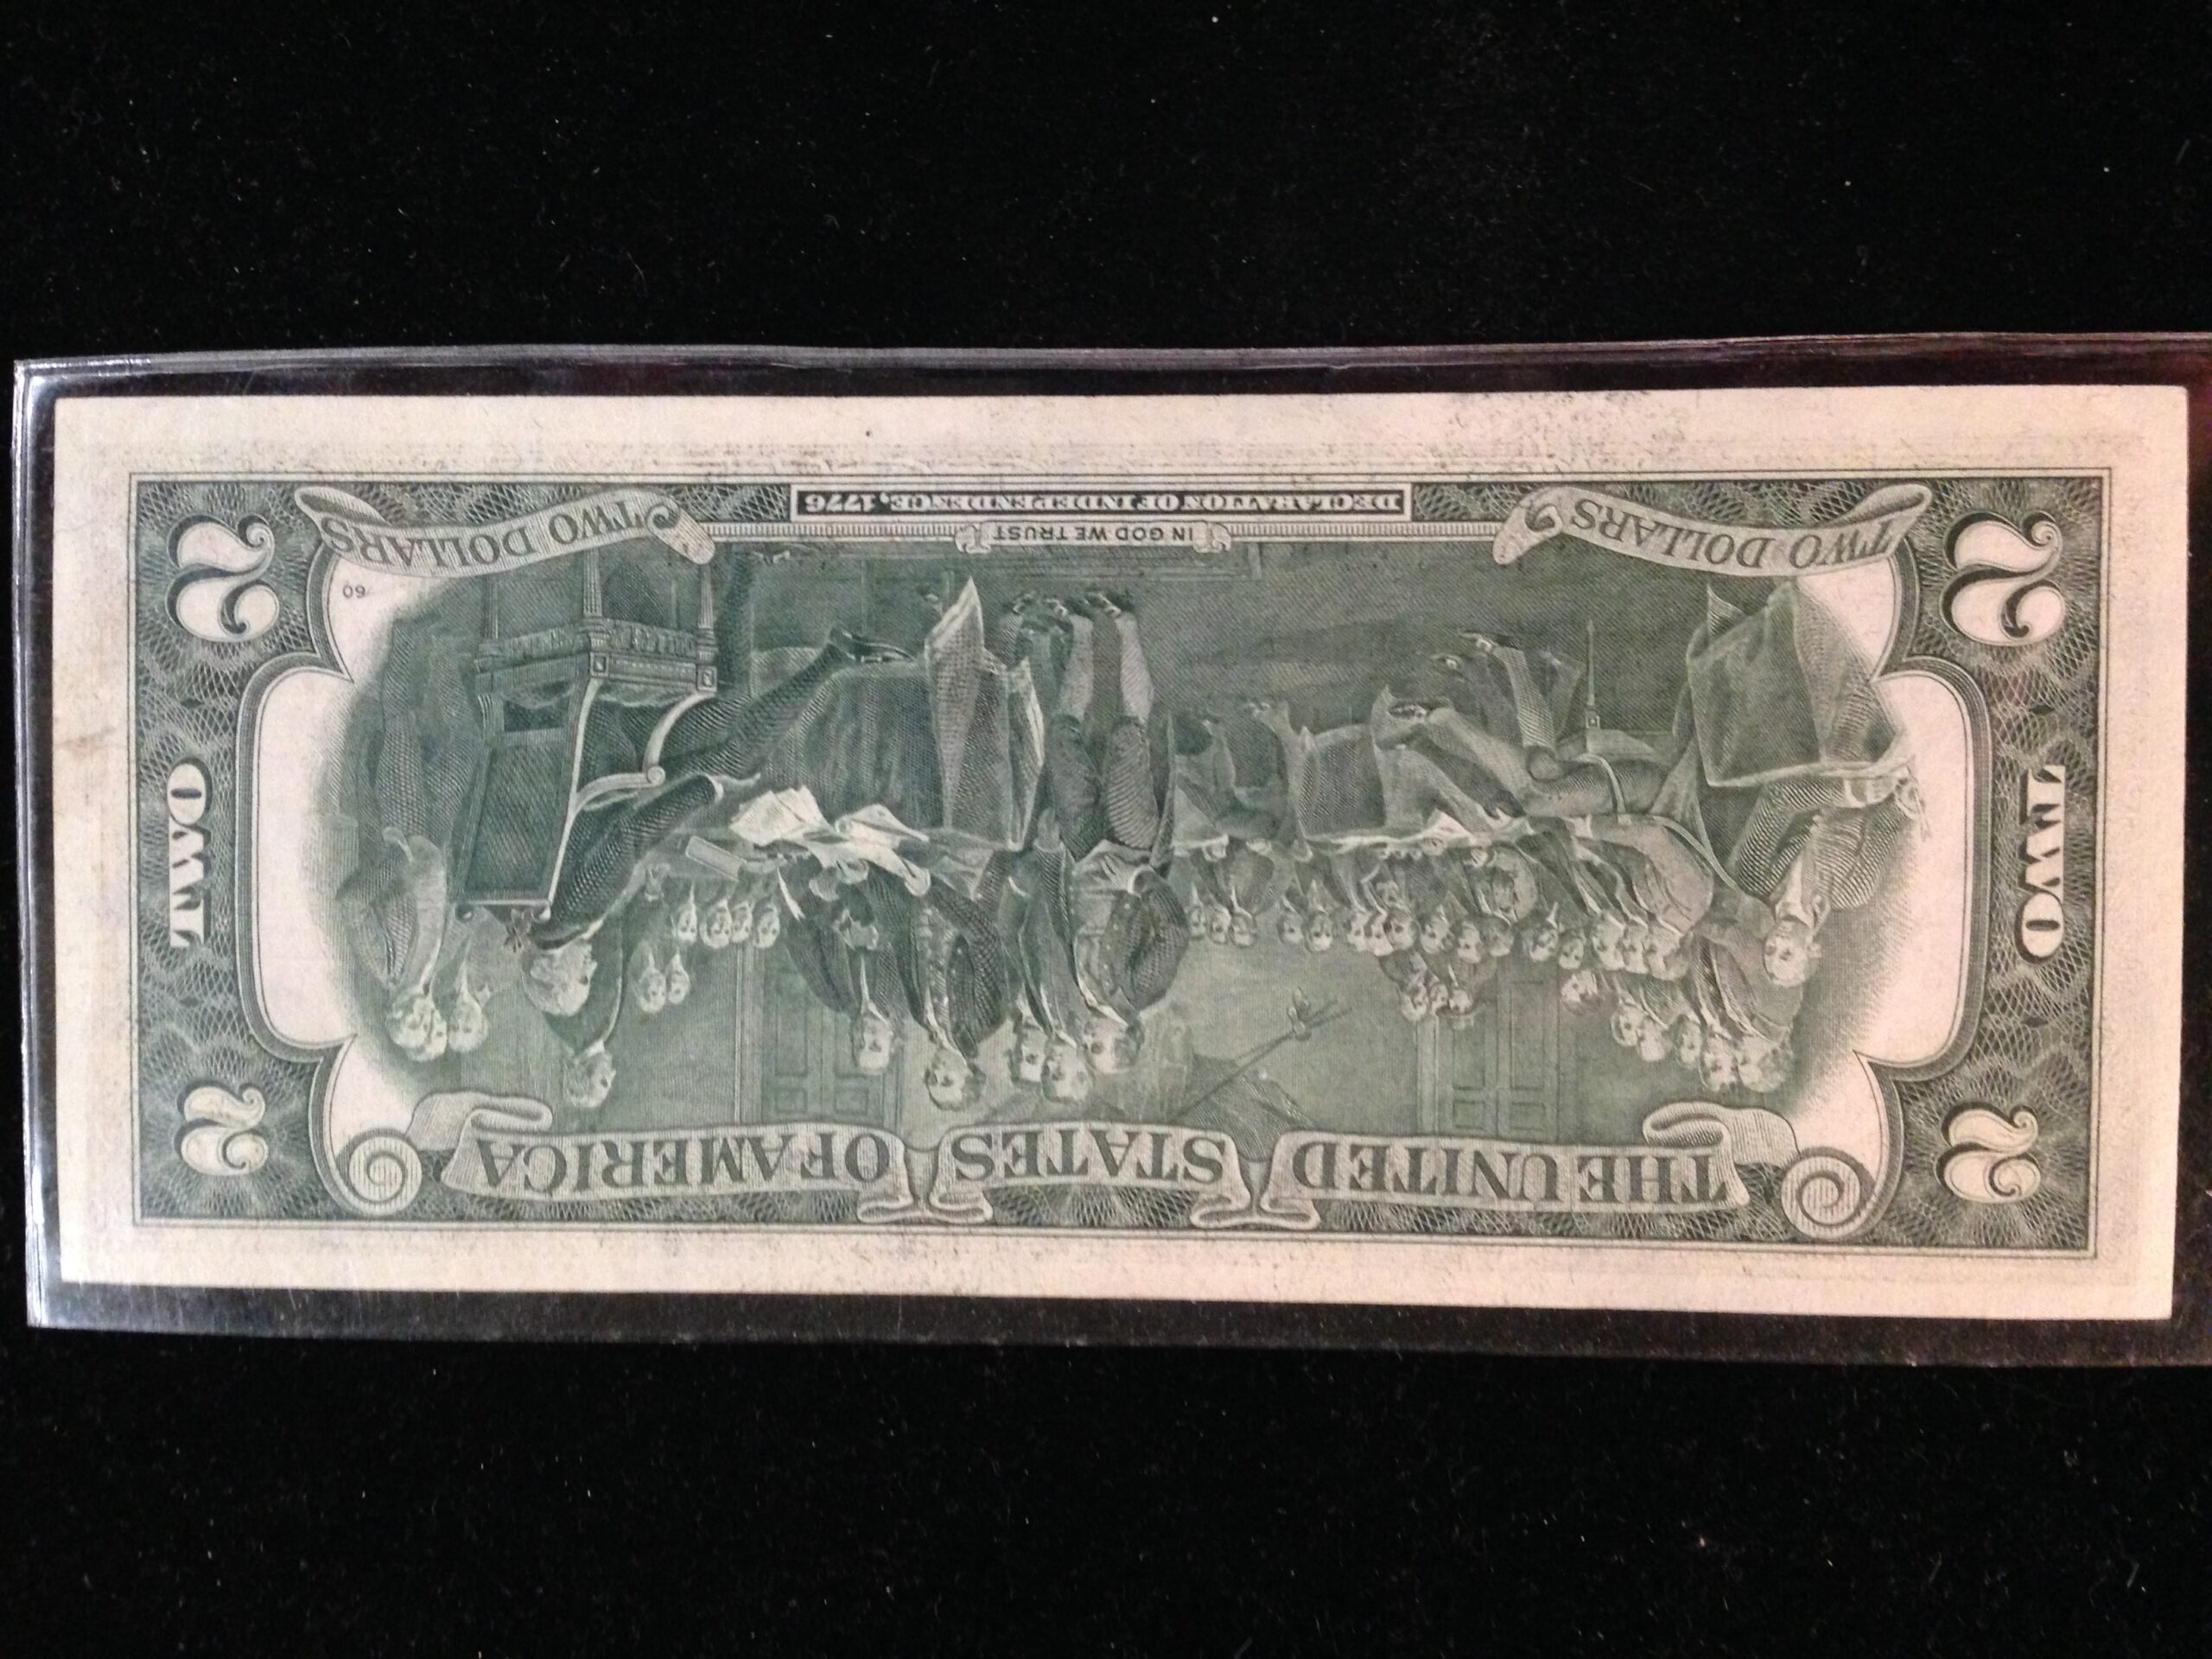 2 THE UNITED STATES OF AMERICA 2
TWO TWO
IN GOD WE TRUST
60
2 TWO DOLLARS DECLARATION OF INDEPENDENCE, 1776 TWO DOLLARS 2